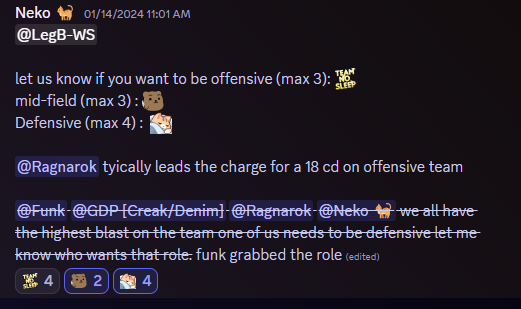 Neko 🐈 01/14/2024 11:01 AM
@LegB-WS
let us know if you want to be offensive (max 3): TEAM NO SLEEP
mid-field (max 3) :
Defensive (max 4) :
@Ragnarok tyically leads the charge for a 18 cd on offensive team
@Funk @GDP [Creak/Denim] @Ragnarok @Neko 🐈 we all have
the highest blast on the team one of us needs to be defensive let me
know who wants that role. funk grabbed the role (edited)
TEAM NO SLEEP 4 2 4